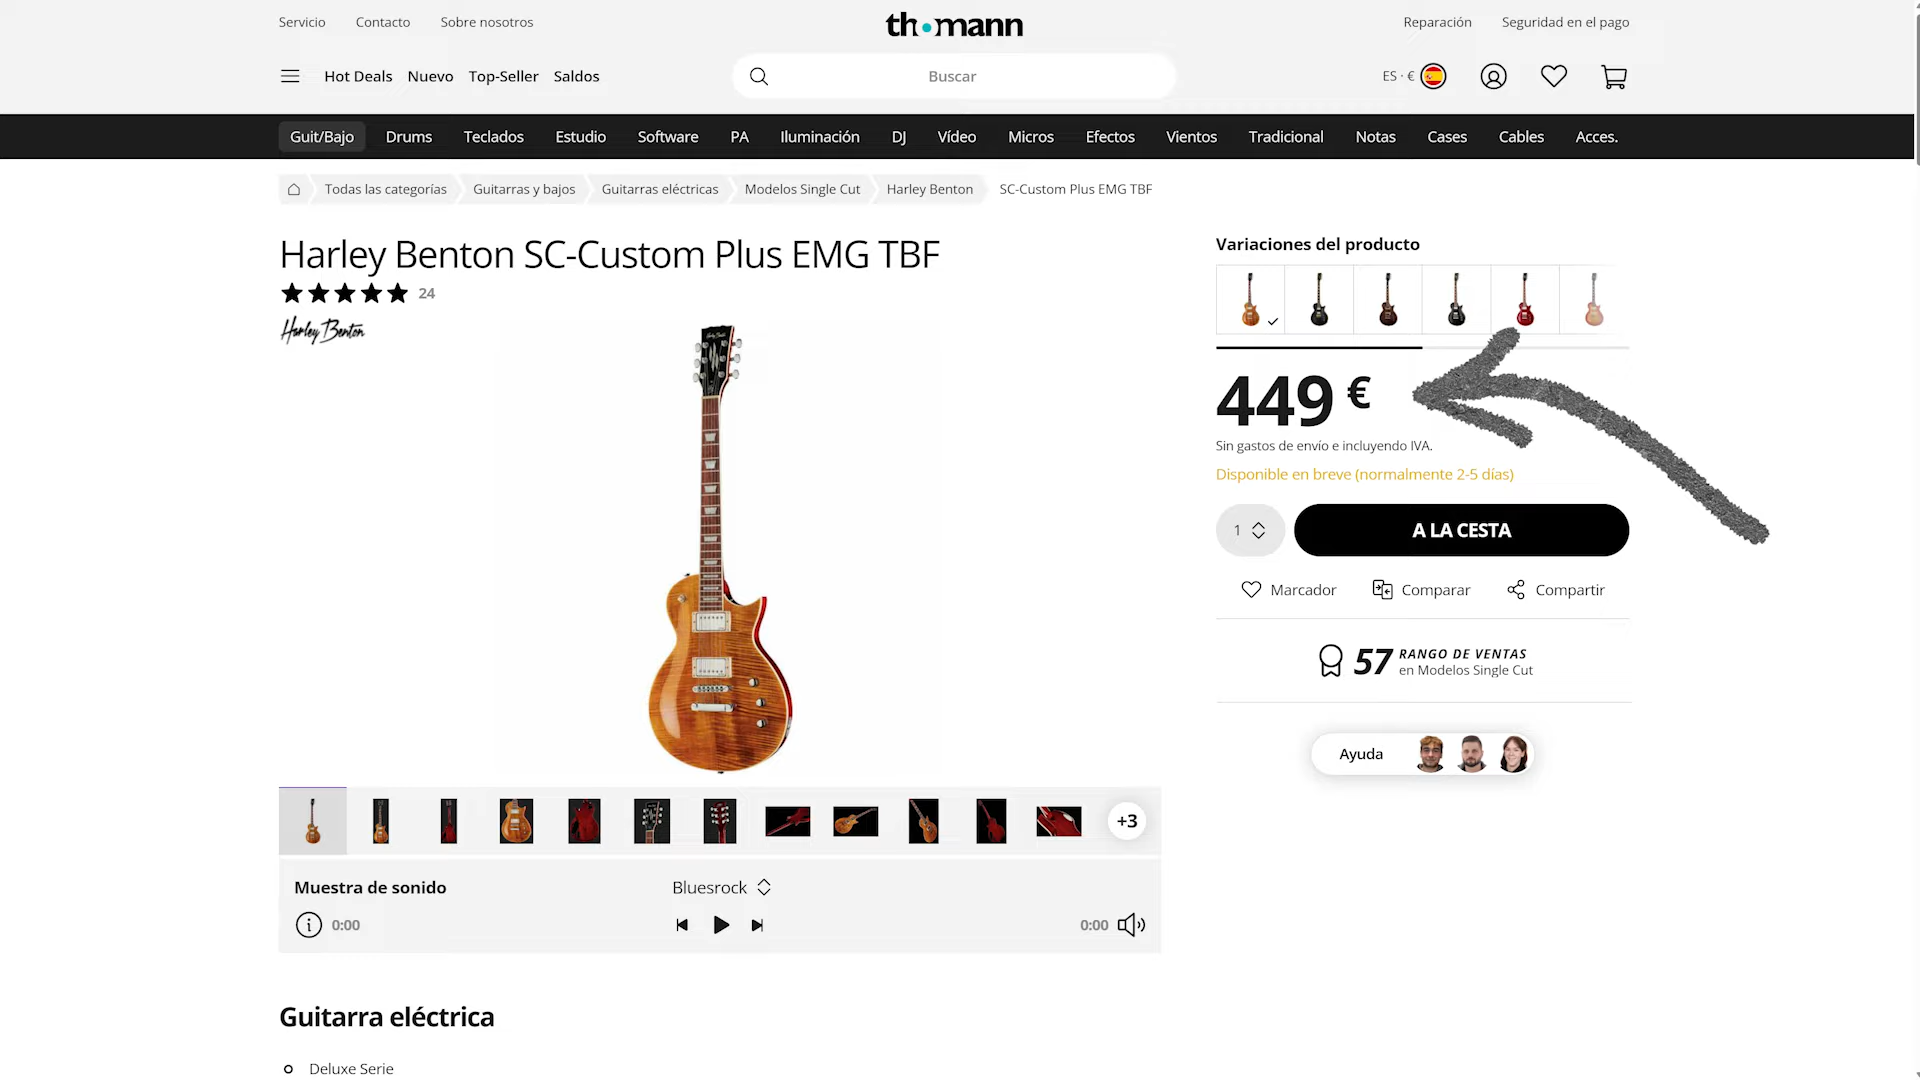 Servicio Contacto Sobre nosotros
thomann
Reparación Seguridad en el pago
Hot Deals Nuevo Top-Seller Saldos
Buscar
ES · €
Guit/Bajo Drums Teclados Estudio Software PA Iluminación DJ Vídeo Micros Efectos Vientos Tradicional Notas Cases Cables Acces.
Todas las categorías Guitarras y bajos Guitarras eléctricas Modelos Single Cut Harley Benton SC-Custom Plus EMG TBF
Harley Benton SC-Custom Plus EMG TBF
24
Harley Benton
Variaciones del producto
449 €
Sin gastos de envío e incluyendo IVA.
Disponible en breve (normalmente 2-5 días)
1
A LA CESTA
Marcador Comparar Compartir
57 RANGO DE VENTAS
en Modelos Single Cut
Ayuda
+3
Muestra de sonido
Bluesrock
0:00
0:00
Guitarra eléctrica
Deluxe Serie